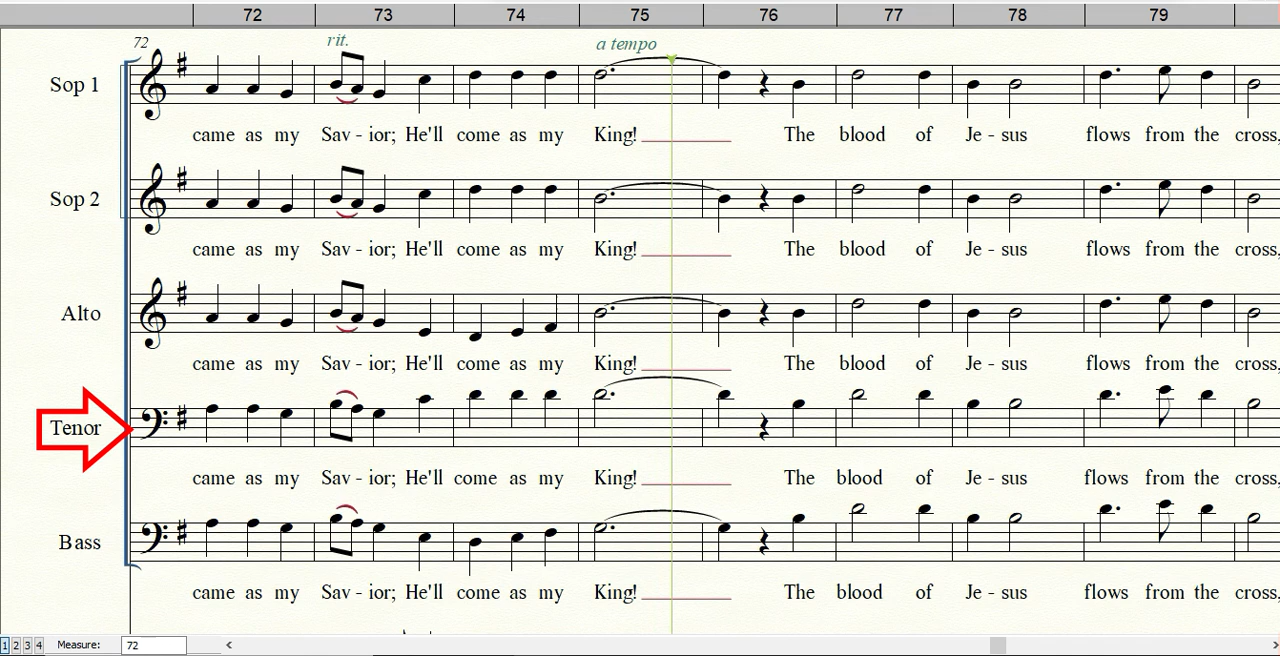 72 73 74 75 76 77 78 79
72 rit. a tempo
Sop 1
came as my Sav - ior; He'll come as my King! The blood of Je - sus flows from the cross,
Sop 2
came as my Sav - ior; He'll come as my King! The blood of Je - sus flows from the cross,
Alto
came as my Sav - ior; He'll come as my King! The blood of Je - sus flows from the cross,
Tenor
came as my Sav - ior; He'll come as my King! The blood of Je - sus flows from the cross,
Bass
came as my Sav - ior; He'll come as my King! The blood of Je - sus flows from the cross,
1 2 3 4 Measure: 72